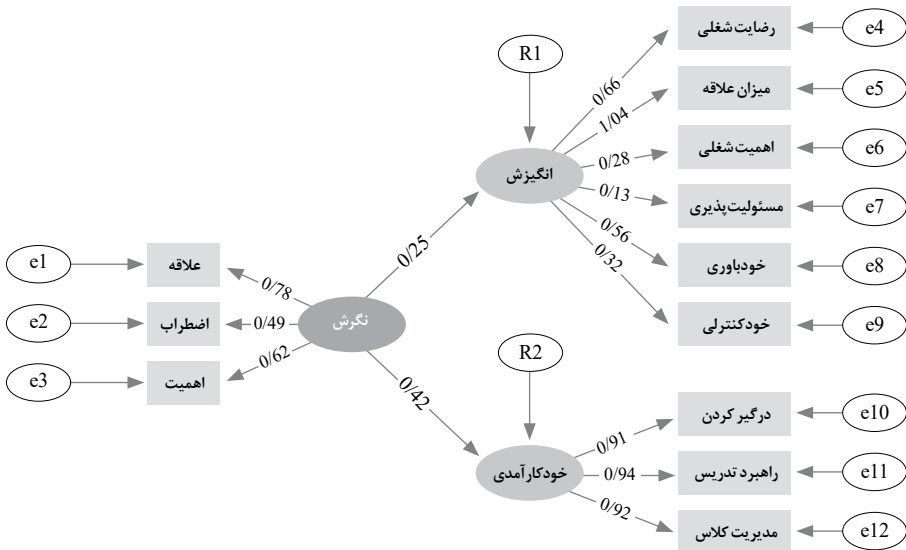 رضایت شغلی
e4
R1
0/66
میزان علاقه
e5
1/04
اهمیت شغلی
e6
انگیزش
0/28
0/13
مسئولیت‌پذیری
e7
0/56
0/25
0/32
خودباوری
e8
e1
علاقه
0/78
خودکنترلی
e9
e2
اضطراب
0/49
نگرش
e3
اهمیت
0/62
R2
0/42
درگیر کردن
e10
0/91
خودکارآمدی
0/94
راهبرد تدریس
e11
0/92
مدیریت کلاس
e12